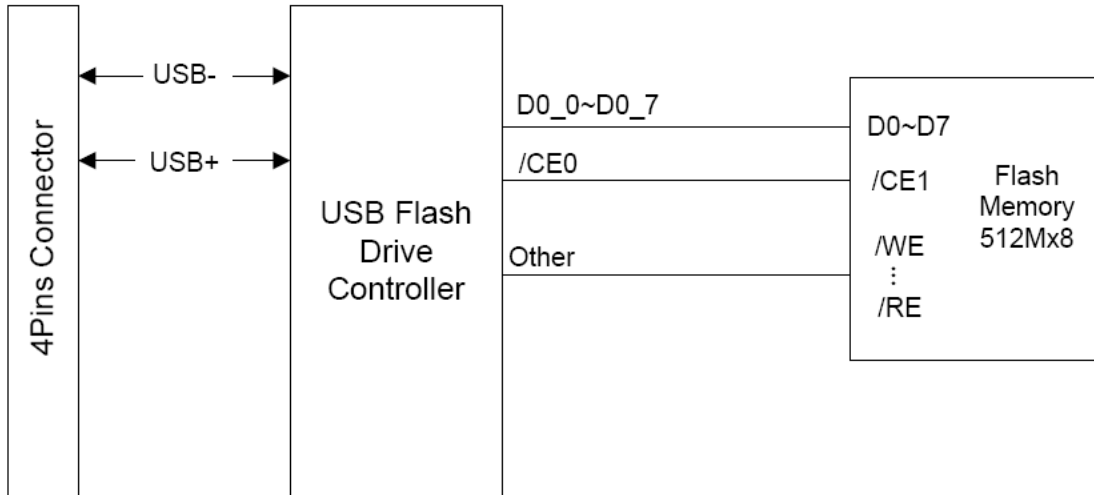 4Pins Connector
USB-
USB+
USB Flash
Drive
Controller
D0_0~D0_7
/CE0
Other
D0~D7
/CE1
/WE
⋮
/RE
Flash
Memory
512Mx8